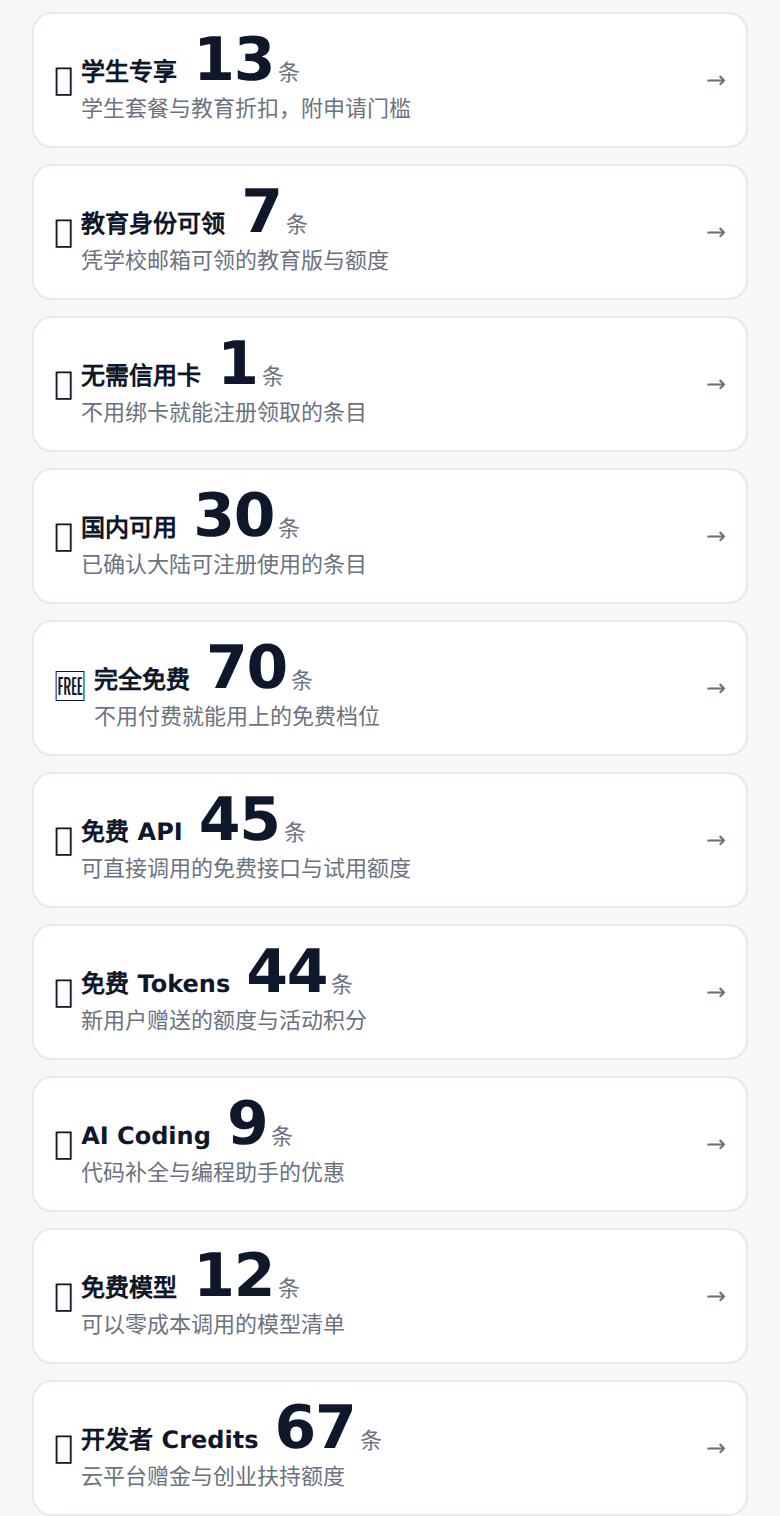 学生专享 13 条
学生套餐与教育折扣，附申请门槛
→
教育身份可领 7 条
凭学校邮箱可领的教育版与额度
→
无需信用卡 1 条
不用绑卡就能注册领取的条目
→
国内可用 30 条
已确认大陆可注册使用的条目
→
🆓 完全免费 70 条
不用付费就能用上的免费档位
→
免费 API 45 条
可直接调用的免费接口与试用额度
→
免费 Tokens 44 条
新用户赠送的额度与活动积分
→
AI Coding 9 条
代码补全与编程助手的优惠
→
免费模型 12 条
可以零成本调用的模型清单
→
开发者 Credits 67 条
云平台赠金与创业扶持额度
→